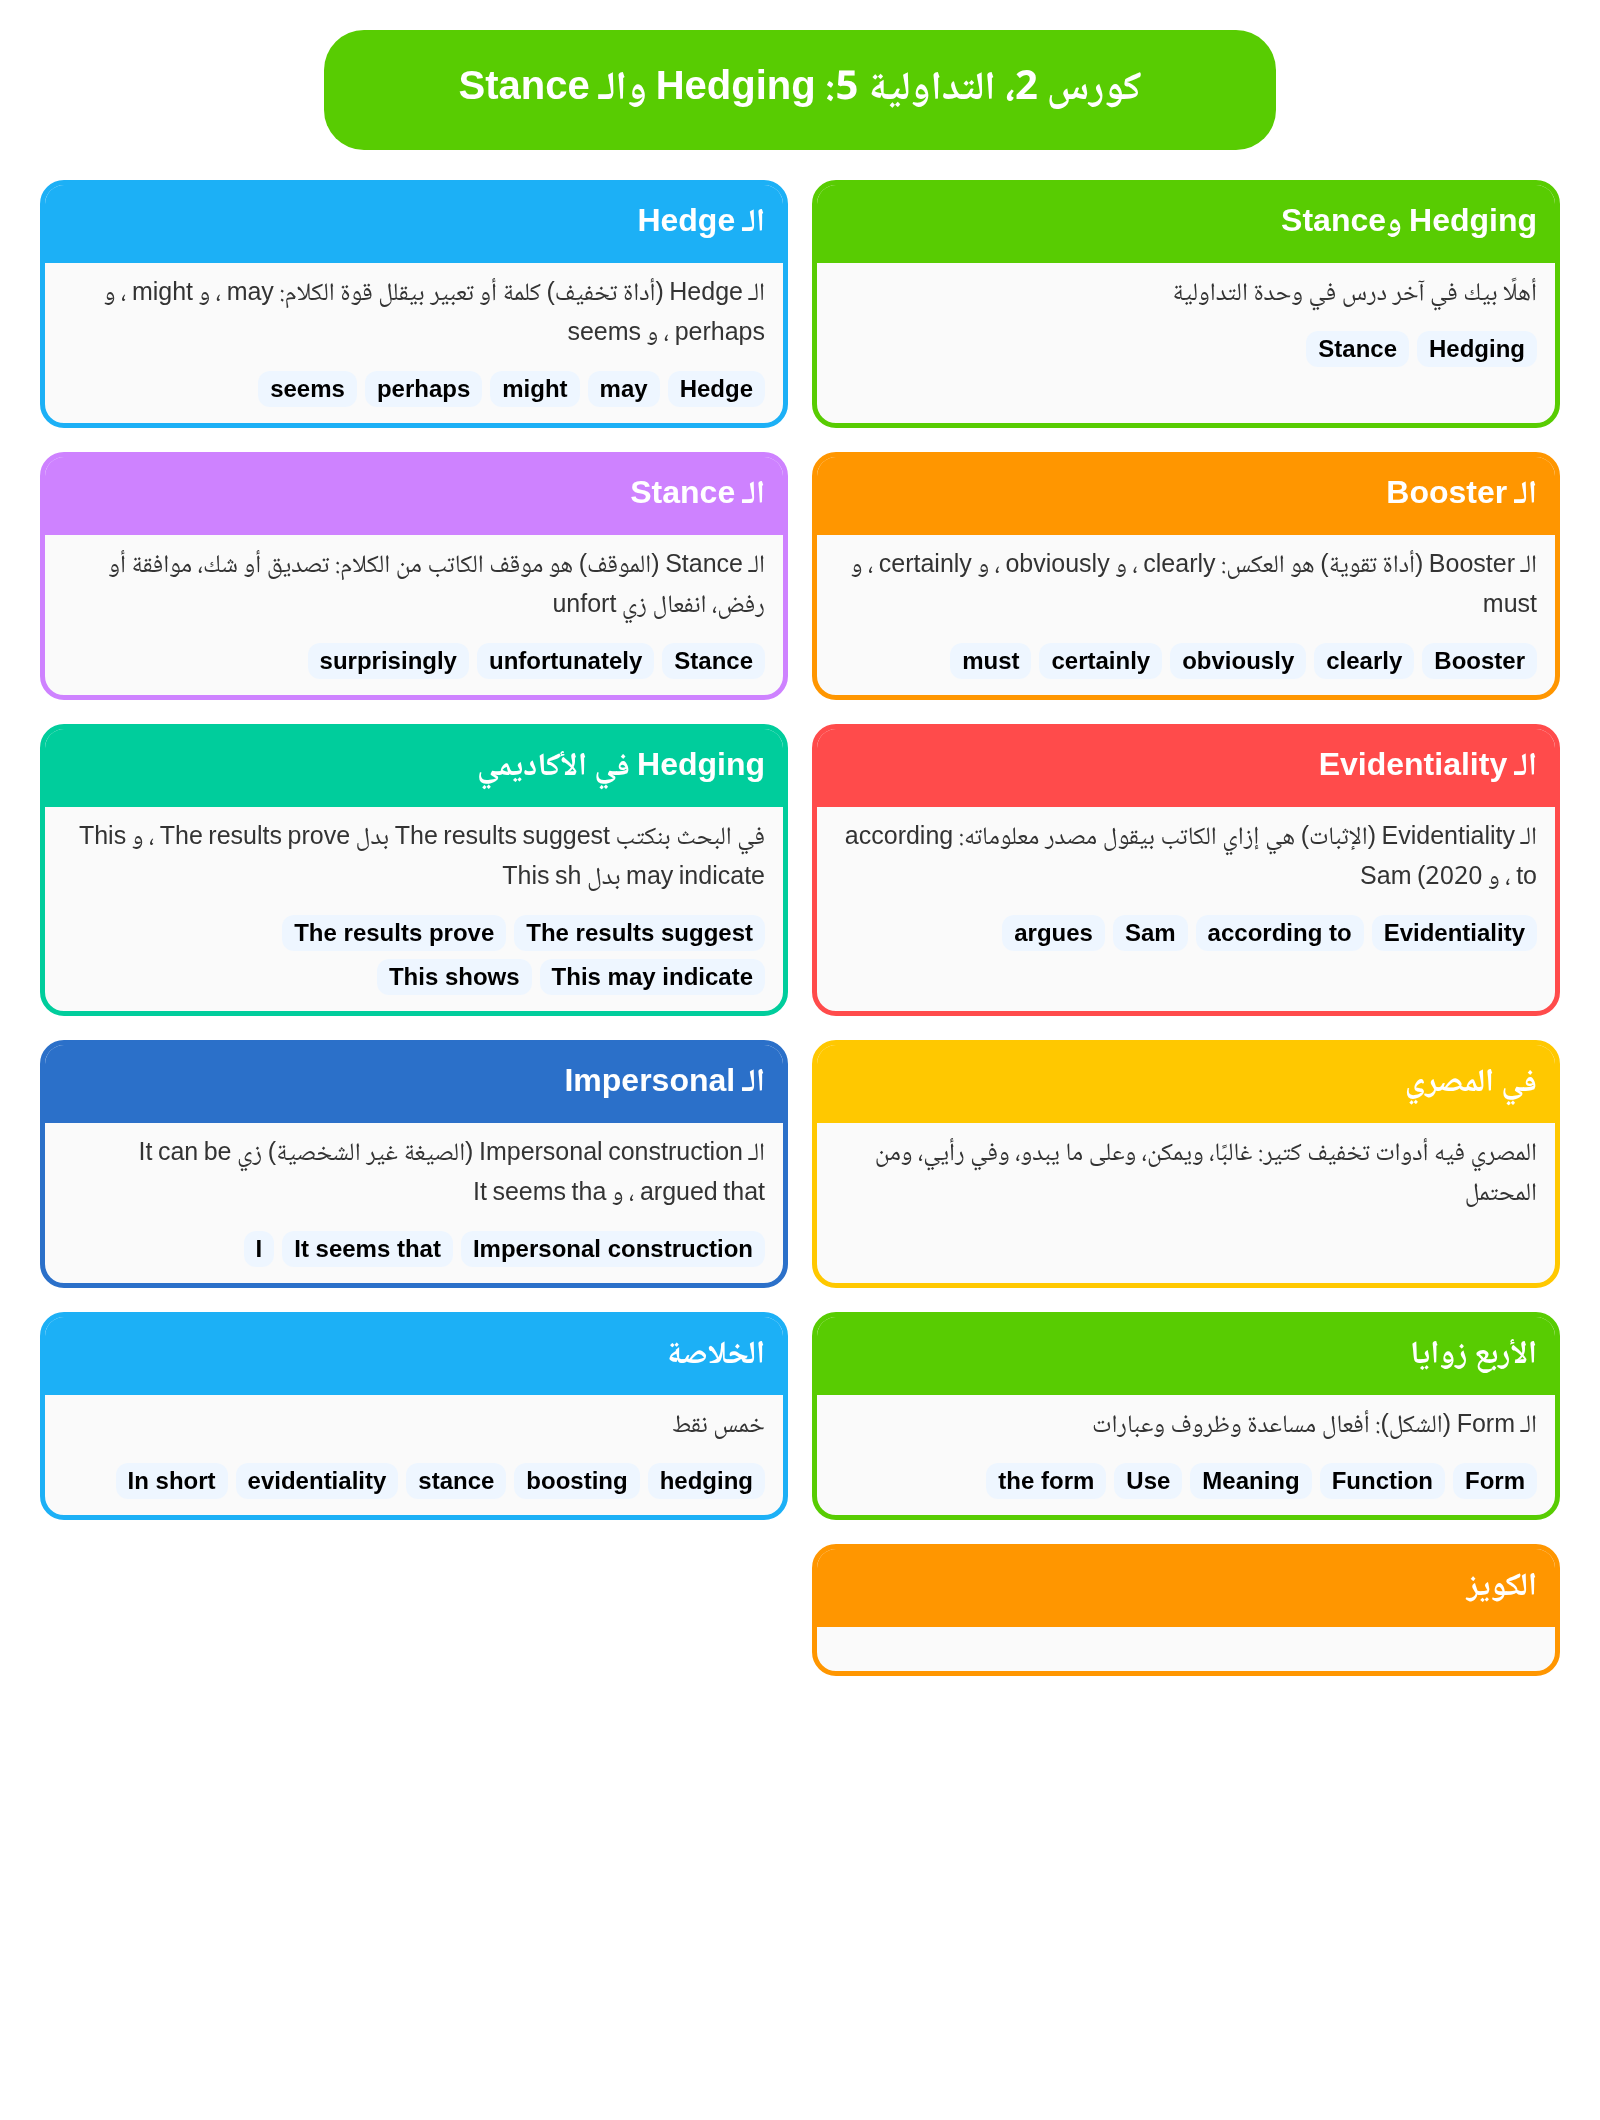 كورس 2، التداولية 5: Hedging والـ Stance
Hedging وStance
أهلًا بيك في آخر درس في وحدة التداولية
Hedging Stance
الـ Hedge
الـ Hedge (أداة تخفيف) كلمة أو تعبير بيقلل قوة الكلام: may ، و might ، و
perhaps ، و seems
Hedge may might perhaps seems
الـ Booster
الـ Booster (أداة تقوية) هو العكس: clearly ، و obviously ، و certainly ، و
must
Booster clearly obviously certainly must
الـ Stance
الـ Stance (الموقف) هو موقف الكاتب من الكلام: تصديق أو شك، موافقة أو
رفض، انفعال زي unfort
Stance unfortunately surprisingly
الـ Evidentiality
الـ Evidentiality (الإثبات) هي إزاي الكاتب بيقول مصدر معلوماته: according
to ، و Sam (2020
Evidentiality according to Sam argues
Hedging في الأكاديمي
في البحث بنكتب The results suggest بدل The results prove ، و This
may indicate بدل This sh
The results suggest The results prove
This may indicate This shows
في المصري
المصري فيه أدوات تخفيف كتير: غالبًا، ويمكن، وعلى ما يبدو، وفي رأيي، ومن
المحتمل
الـ Impersonal
الـ Impersonal construction (الصيغة غير الشخصية) زي It can be
argued that ، و It seems tha
Impersonal construction It seems that I
الأربع زوايا
الـ Form (الشكل): أفعال مساعدة وظروف وعبارات
Form Function Meaning Use the form
الخلاصة
خمس نقط
hedging boosting stance evidentiality In short
الكويز